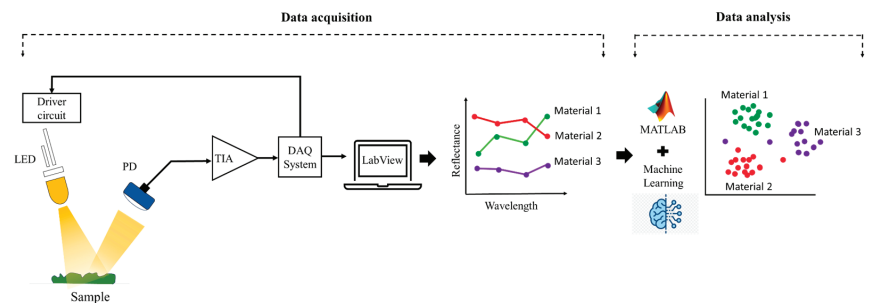 Data acquisition
Data analysis
Driver
circuit
LED
PD
TIA
DAQ
System
LabView
Reflectance
Wavelength
Material 1
Material 2
Material 3
MATLAB
+
Machine
Learning
Material 1
Material 3
Material 2
Sample